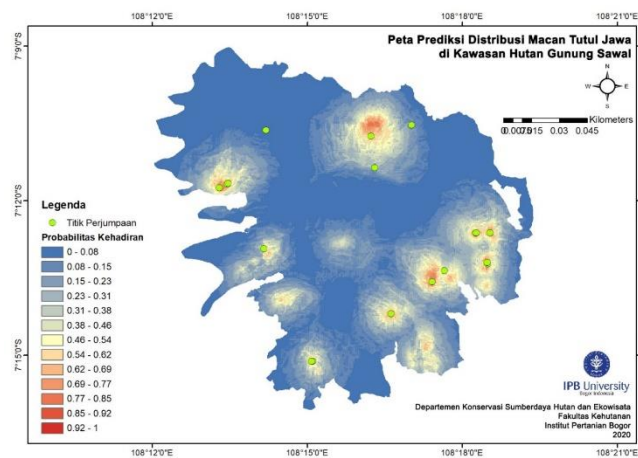 108°12'0"E 108°15'0"E 108°18'0"E 108°21'0"E
Peta Prediksi Distribusi Macan Tutul Jawa
di Kawasan Hutan Gunung Sawal
N
W E
S
Kilometers
0.03 0.045
7°9'0"S
7°12'0"S
7°15'0"S
Legenda
Titik Perjumpaan
Probabilitas Kehadiran
0 - 0.08
0.08 - 0.15
0.15 - 0.23
0.23 - 0.31
0.31 - 0.38
0.38 - 0.46
0.46 - 0.54
0.54 - 0.62
0.62 - 0.69
0.69 - 0.77
0.77 - 0.85
0.85 - 0.92
0.92 - 1
IPB University
Bogor Indonesia
Departemen Konservasi Sumberdaya Hutan dan Ekowisata
Fakultas Kehutanan
Institut Pertanian Bogor
2020
108°12'0"E 108°15'0"E 108°18'0"E 108°21'0"E